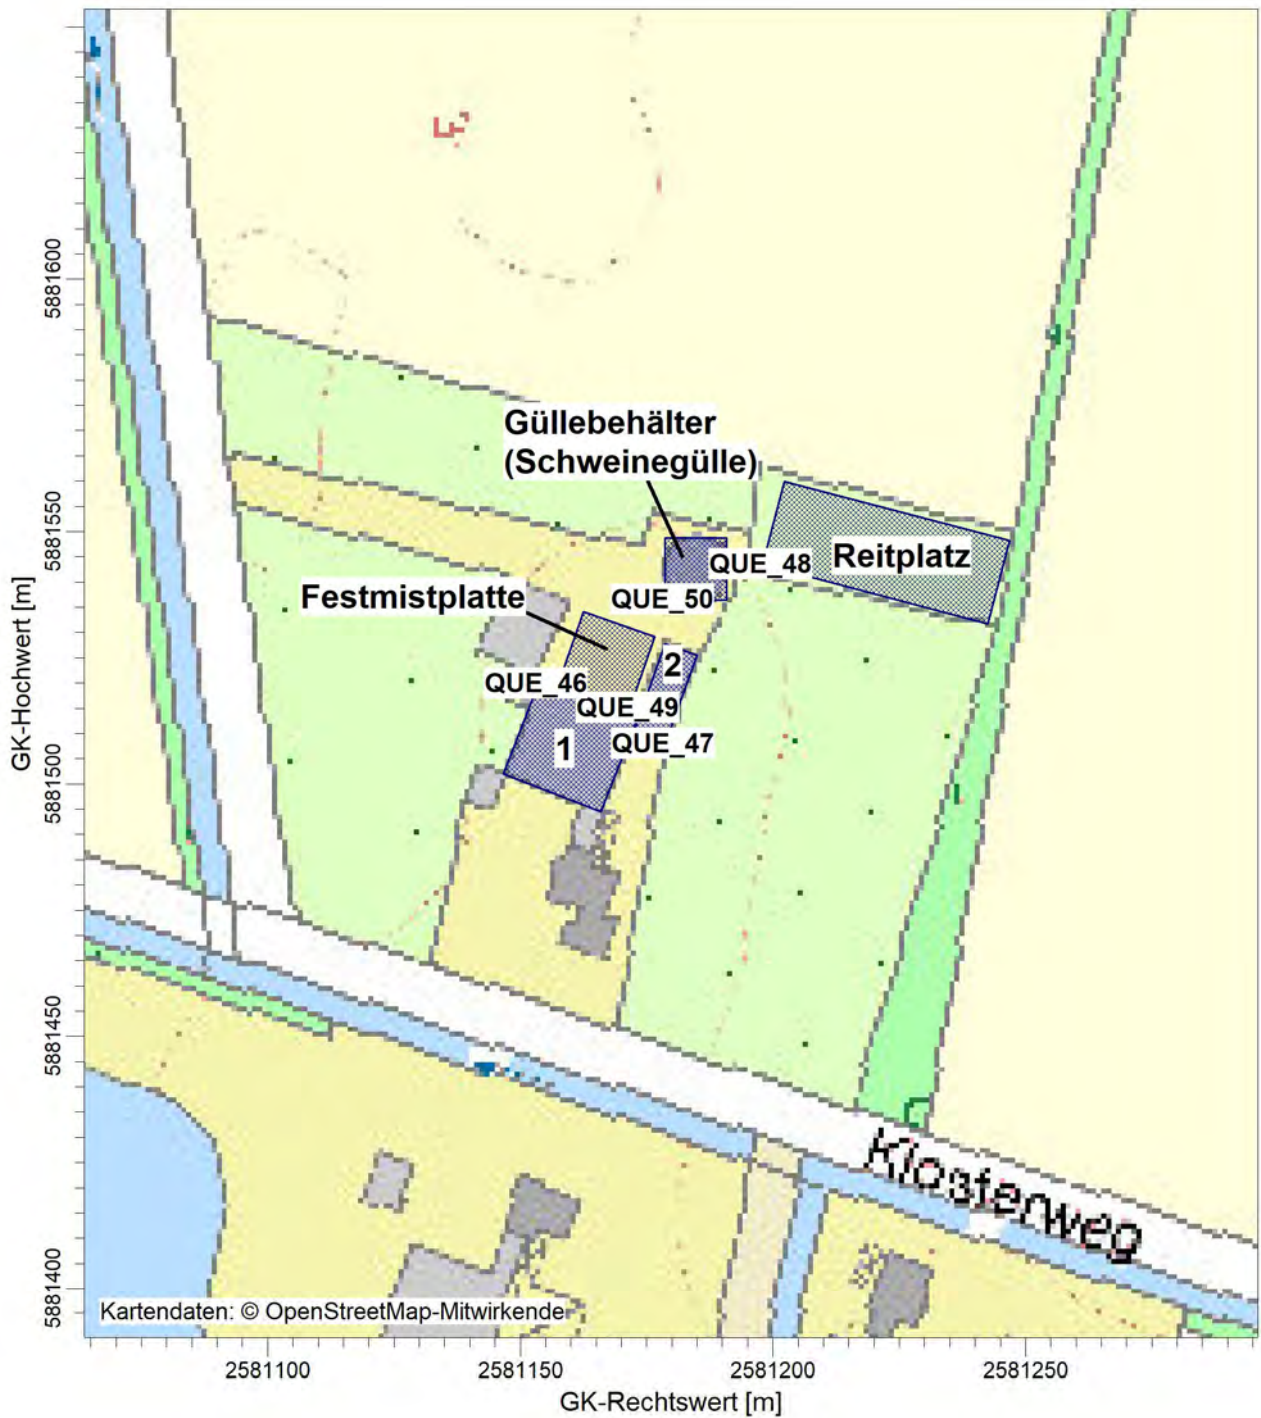 Güllebehälter
(Schweinegülle)
QUE_48
Reitplatz
QUE_50
Festmistplatte
2
QUE_46
QUE_49
QUE_47
1
Klosterweg
Kartendaten: © OpenStreetMap-Mitwirkende
5881600
5881550
5881500
5881450
5881400
GK-Hochwert [m]
2581100
2581150
2581200
2581250
GK-Rechtswert [m]